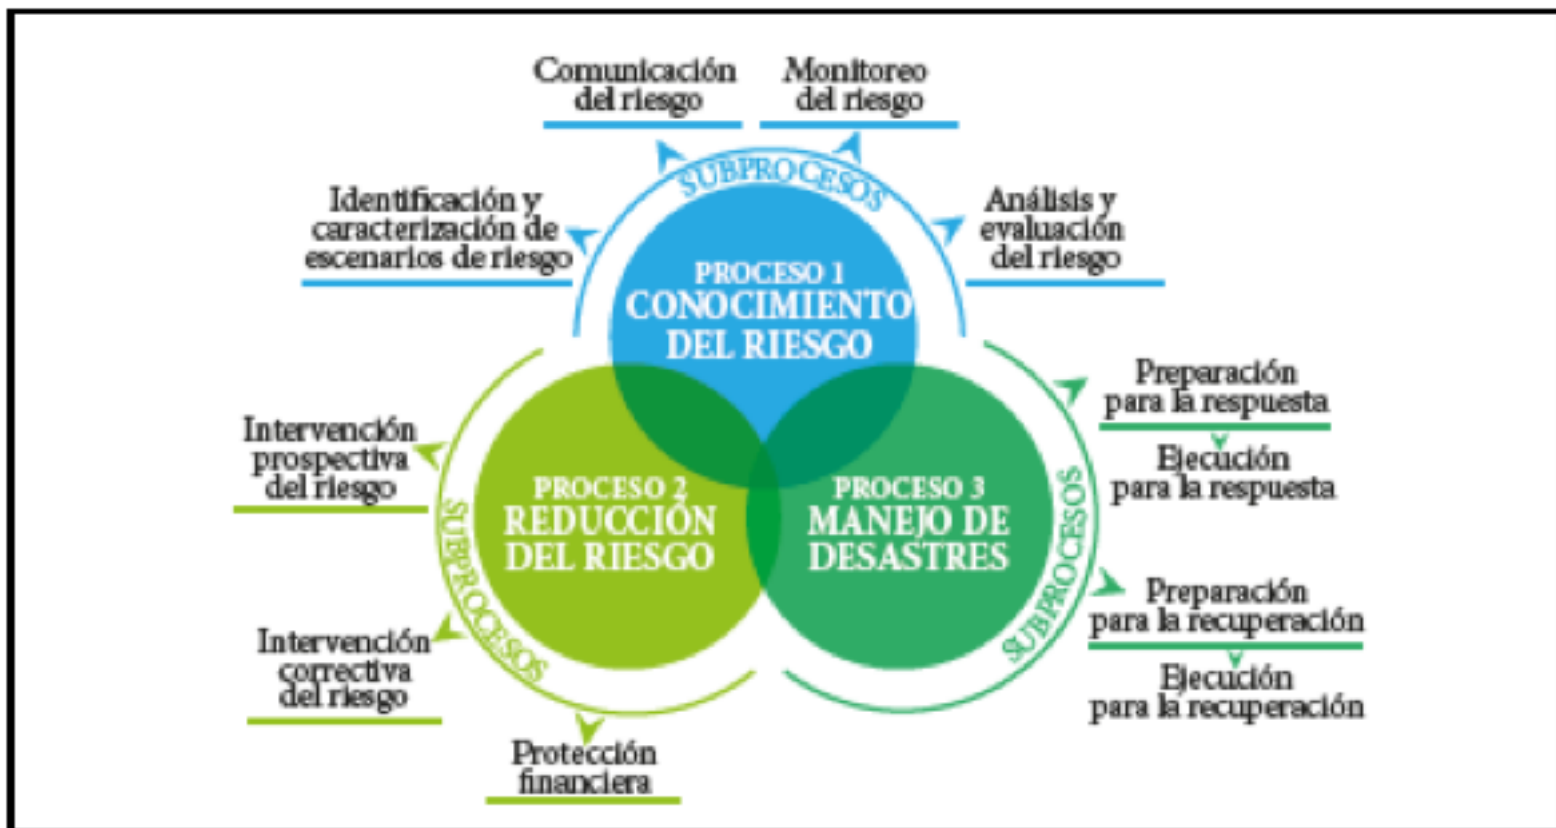 Comunicación
del riesgo
Monitoreo
del riesgo
SUBPROCESOS
Identificación y
caracterización de
escenarios de riesgo
Análisis y
evaluación
del riesgo
PROCESO 1
CONOCIMIENTO
DEL RIESGO
Intervención
prospectiva
del riesgo
Intervención
correctiva
del riesgo
Protección
financiera
SUBPROCESOS
PROCESO 2
REDUCCIÓN
DEL RIESGO
PROCESO 3
MANEJO DE
DESASTRES
SUBPROCESOS
Preparación
para la respuesta
Ejecución
para la respuesta
Preparación
para la recuperación
Ejecución
para la recuperación